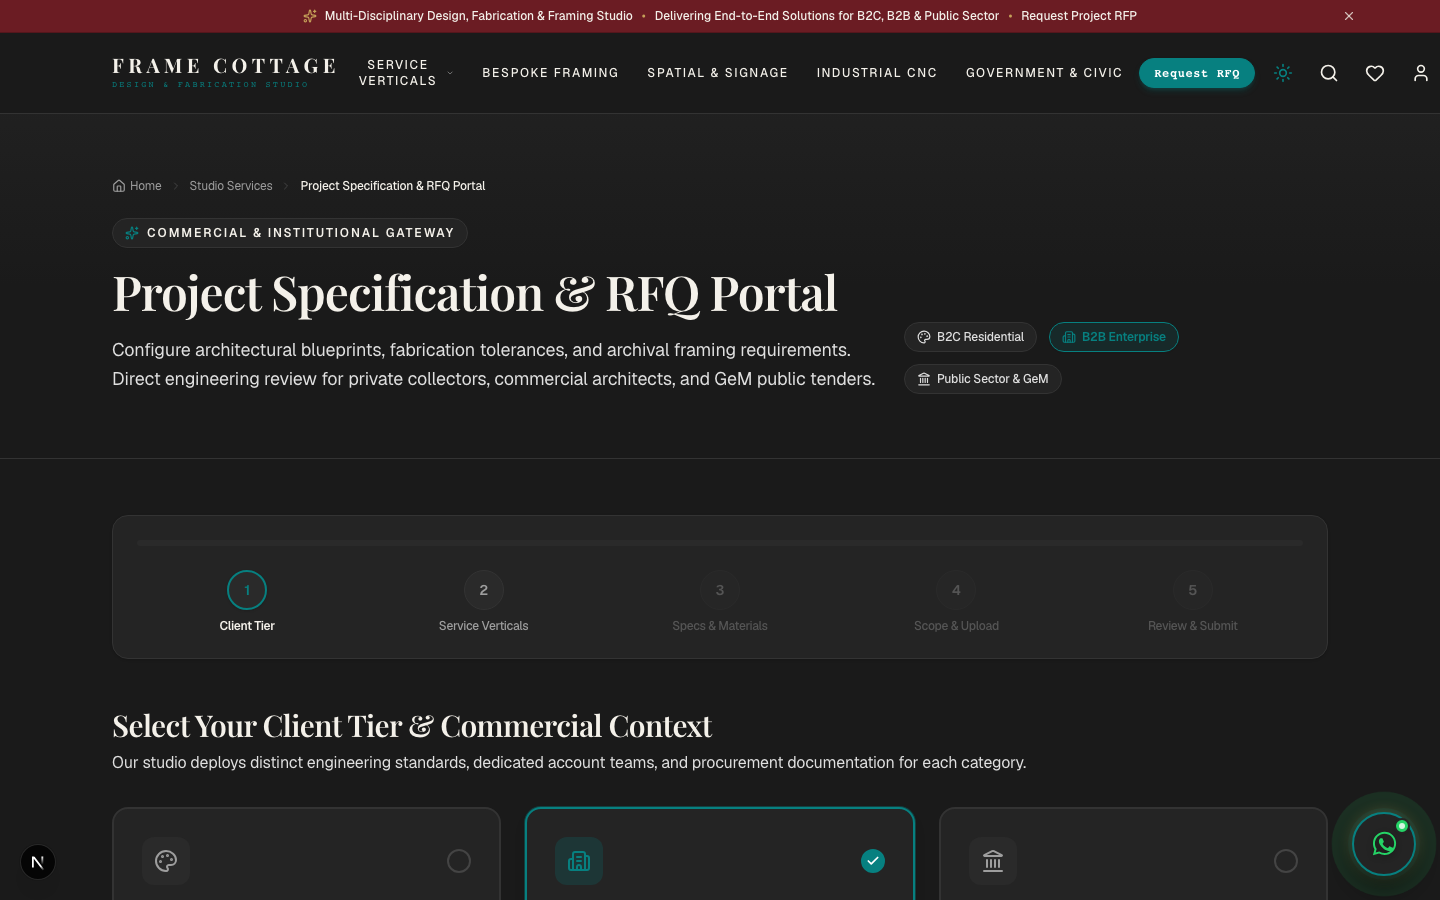 Multi-Disciplinary Design, Fabrication & Framing Studio • Delivering End-to-End Solutions for B2C, B2B & Public Sector • Request Project RFP
FRAME COTTAGE
DESIGN & FABRICATION STUDIO
SERVICE VERTICALS
BESPOKE FRAMING
SPATIAL & SIGNAGE
INDUSTRIAL CNC
GOVERNMENT & CIVIC
Request RFQ
Home
Studio Services
Project Specification & RFQ Portal
COMMERCIAL & INSTITUTIONAL GATEWAY
Project Specification & RFQ Portal
Configure architectural blueprints, fabrication tolerances, and archival framing requirements.
Direct engineering review for private collectors, commercial architects, and GeM public tenders.
B2C Residential
B2B Enterprise
Public Sector & GeM
1
Client Tier
2
Service Verticals
3
Specs & Materials
4
Scope & Upload
5
Review & Submit
Select Your Client Tier & Commercial Context
Our studio deploys distinct engineering standards, dedicated account teams, and procurement documentation for each category.
N